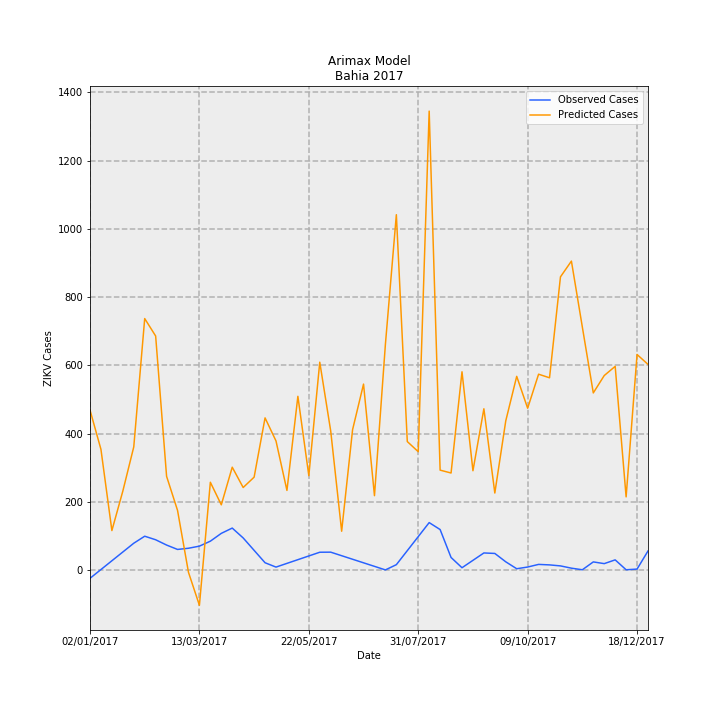 Arimax Model
Bahia 2017
Observed Cases
Predicted Cases
1400
1200
1000
800
600
400
200
0
ZIKV Cases
02/01/2017
13/03/2017
22/05/2017
31/07/2017
09/10/2017
18/12/2017
Date